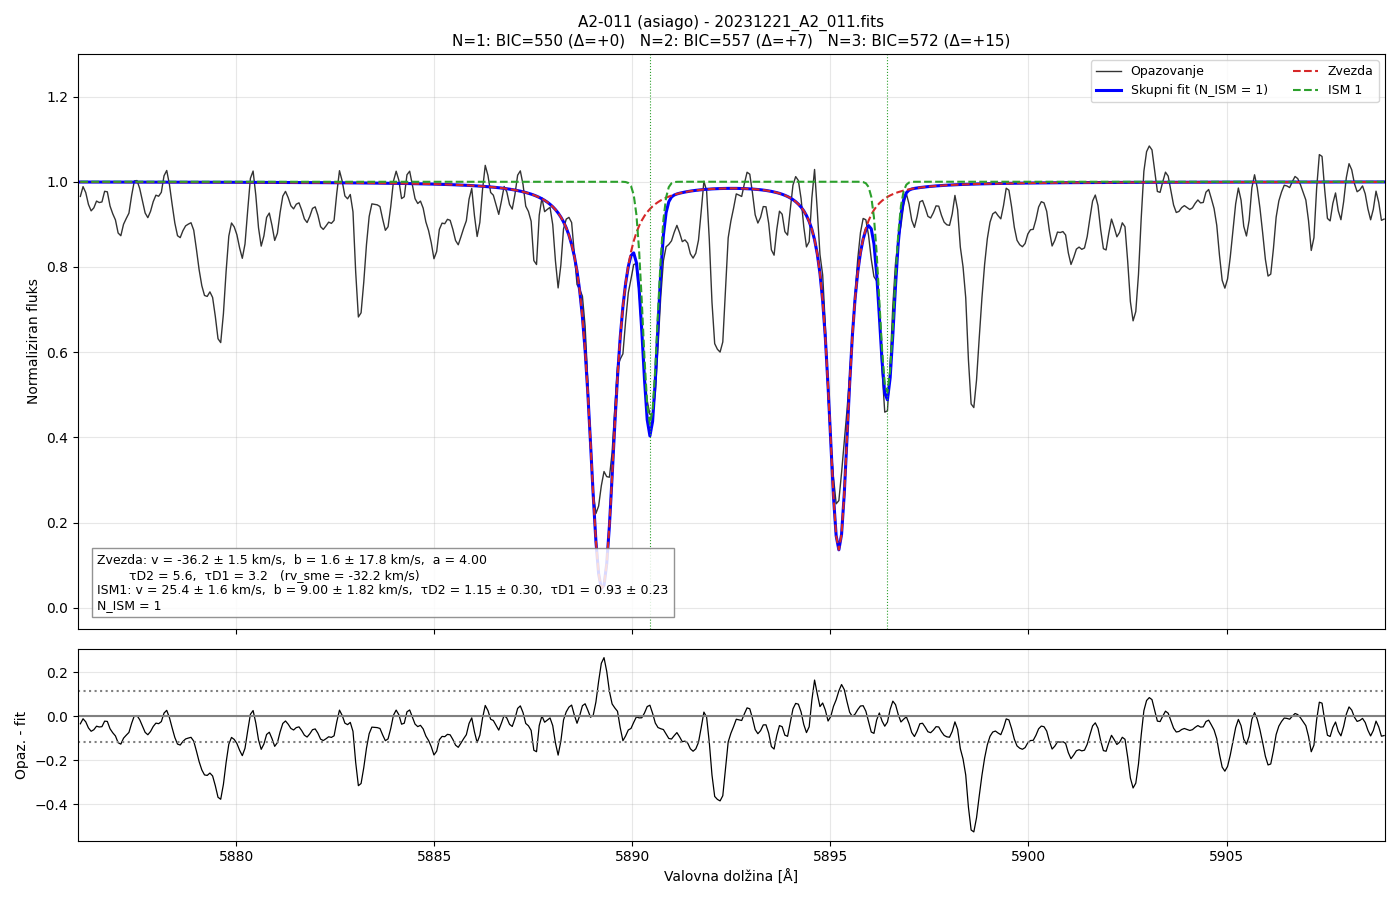 A2-011 (asiago) - 20231221_A2_011.fits
N=1: BIC=550 (Δ=+0)   N=2: BIC=557 (Δ=+7)   N=3: BIC=572 (Δ=+15)
Opazovanje
Skupni fit (N_ISM = 1)
Zvezda
ISM 1
Normaliziran fluks
1.2
1.0
0.8
0.6
0.4
0.2
0.0
Zvezda: v = -36.2 ± 1.5 km/s,  b = 1.6 ± 17.8 km/s,  a = 4.00
τD2 = 5.6,  τD1 = 3.2   (rv_sme = -32.2 km/s)
ISM1: v = 25.4 ± 1.6 km/s,  b = 9.00 ± 1.82 km/s,  τD2 = 1.15 ± 0.30,  τD1 = 0.93 ± 0.23
N_ISM = 1
Opaz. - fit
0.2
0.0
−0.2
−0.4
5880
5885
5890
5895
5900
5905
Valovna dolžina [Å]